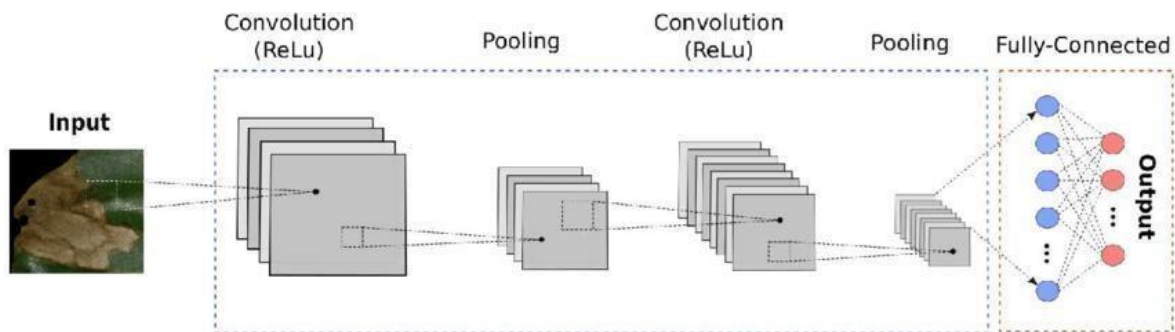 Convolution
(ReLu)
Pooling
Convolution
(ReLu)
Pooling
Fully-Connected
Input
Output
...
...
...